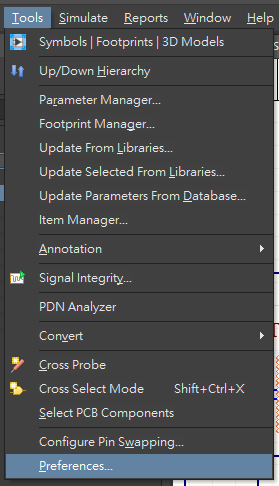 Tools Simulate Reports Window Help
Symbols | Footprints | 3D Models
Up/Down Hierarchy
Parameter Manager...
Footprint Manager...
Update From Libraries...
Update Selected From Libraries...
Update Parameters From Database...
Item Manager...
Annotation
Signal Integrity...
PDN Analyzer
Convert
Cross Probe
Cross Select Mode Shift+Ctrl+X
Select PCB Components
Configure Pin Swapping...
Preferences...